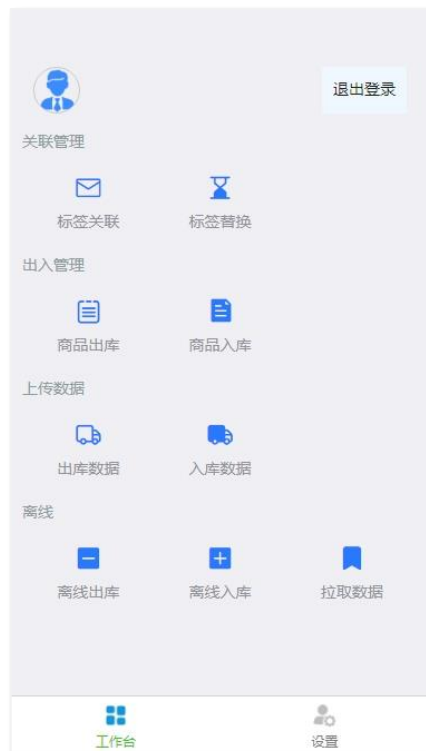 退出登录
关联管理
标签关联 标签替换
出入管理
商品出库 商品入库
上传数据
出库数据 入库数据
离线
离线出库 离线入库 拉取数据
工作台 设置